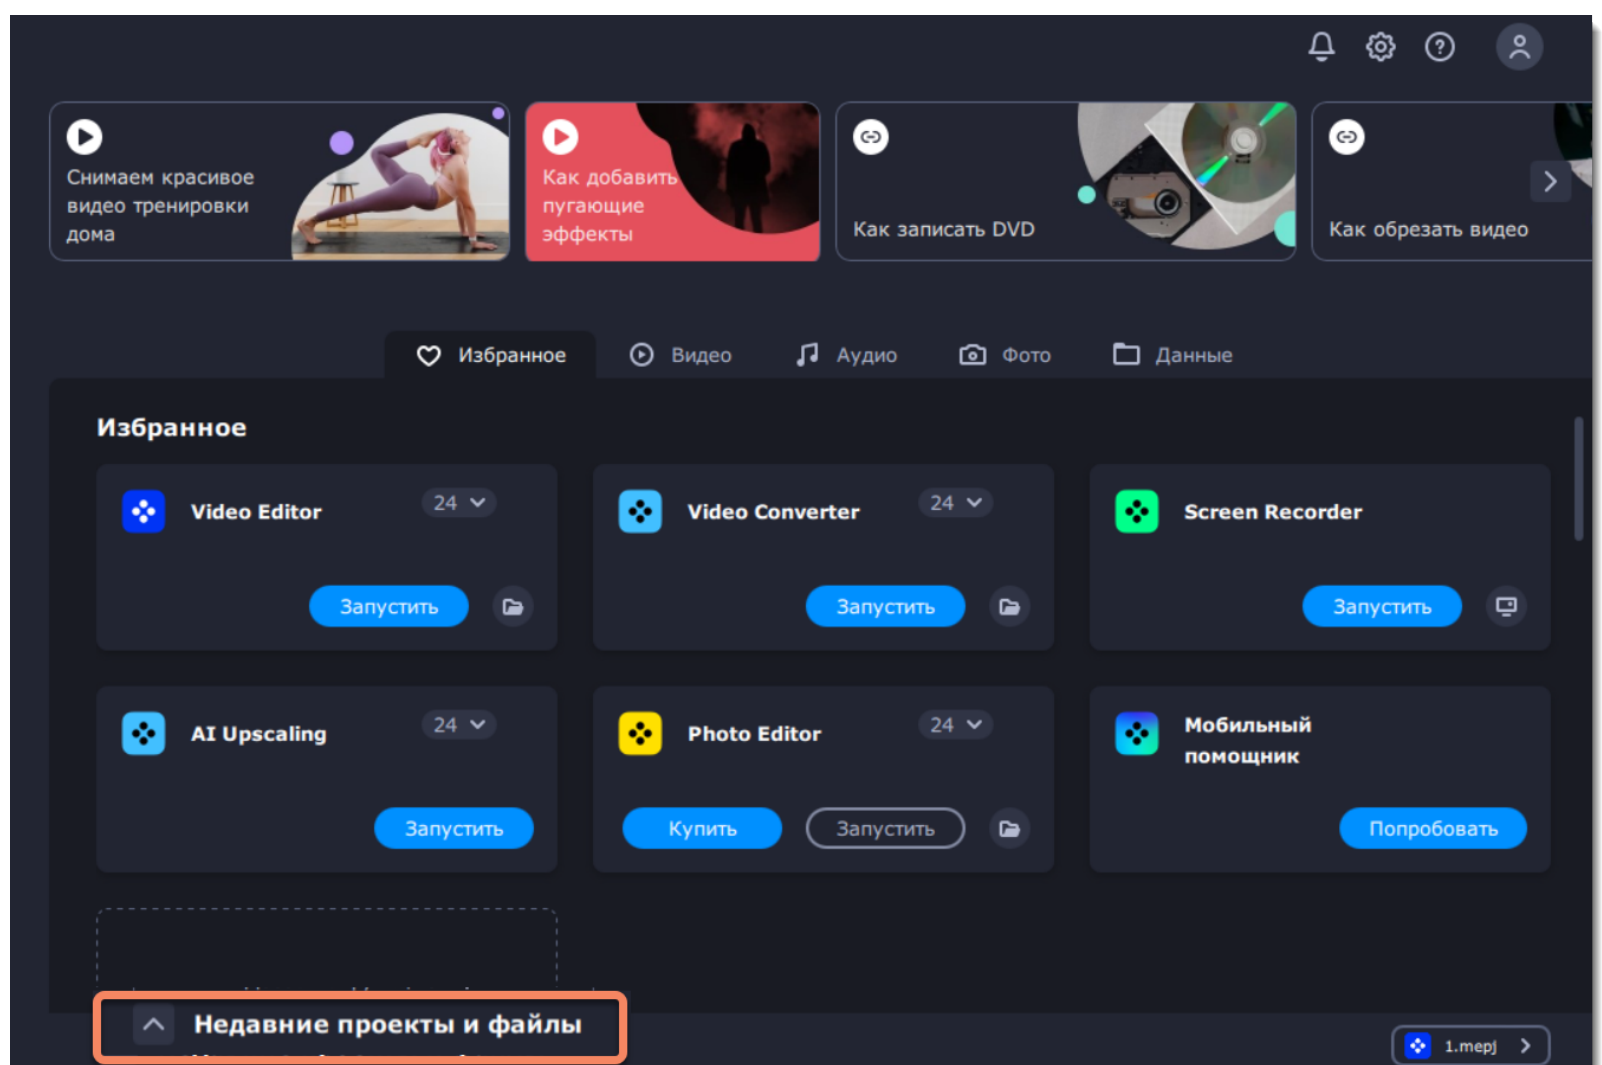 Снимаем красивое
видео тренировки
дома
Как добавить
пугающие
эффекты
Как записать DVD
Как обрезать видео
Избранное
Видео
Аудио
Фото
Данные
Избранное
Video Editor
24
Запустить
Video Converter
24
Запустить
Screen Recorder
Запустить
AI Upscaling
24
Запустить
Photo Editor
24
Купить
Запустить
Мобильный
помощник
Попробовать
Недавние проекты и файлы
1.mepj